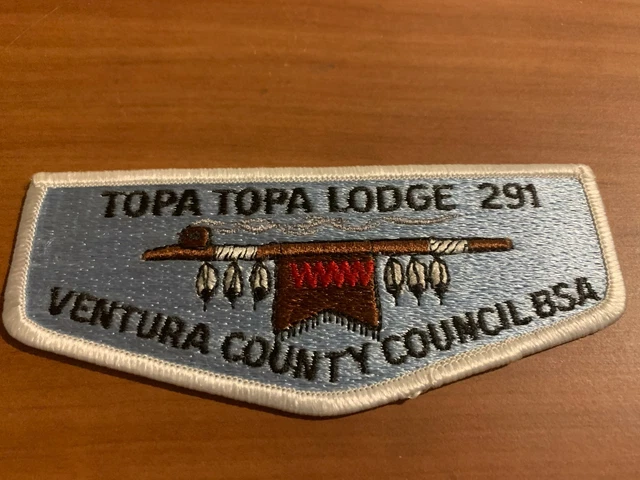 TOPA TOPA LODGE 291
VENTURA COUNTY COUNCIL BSA